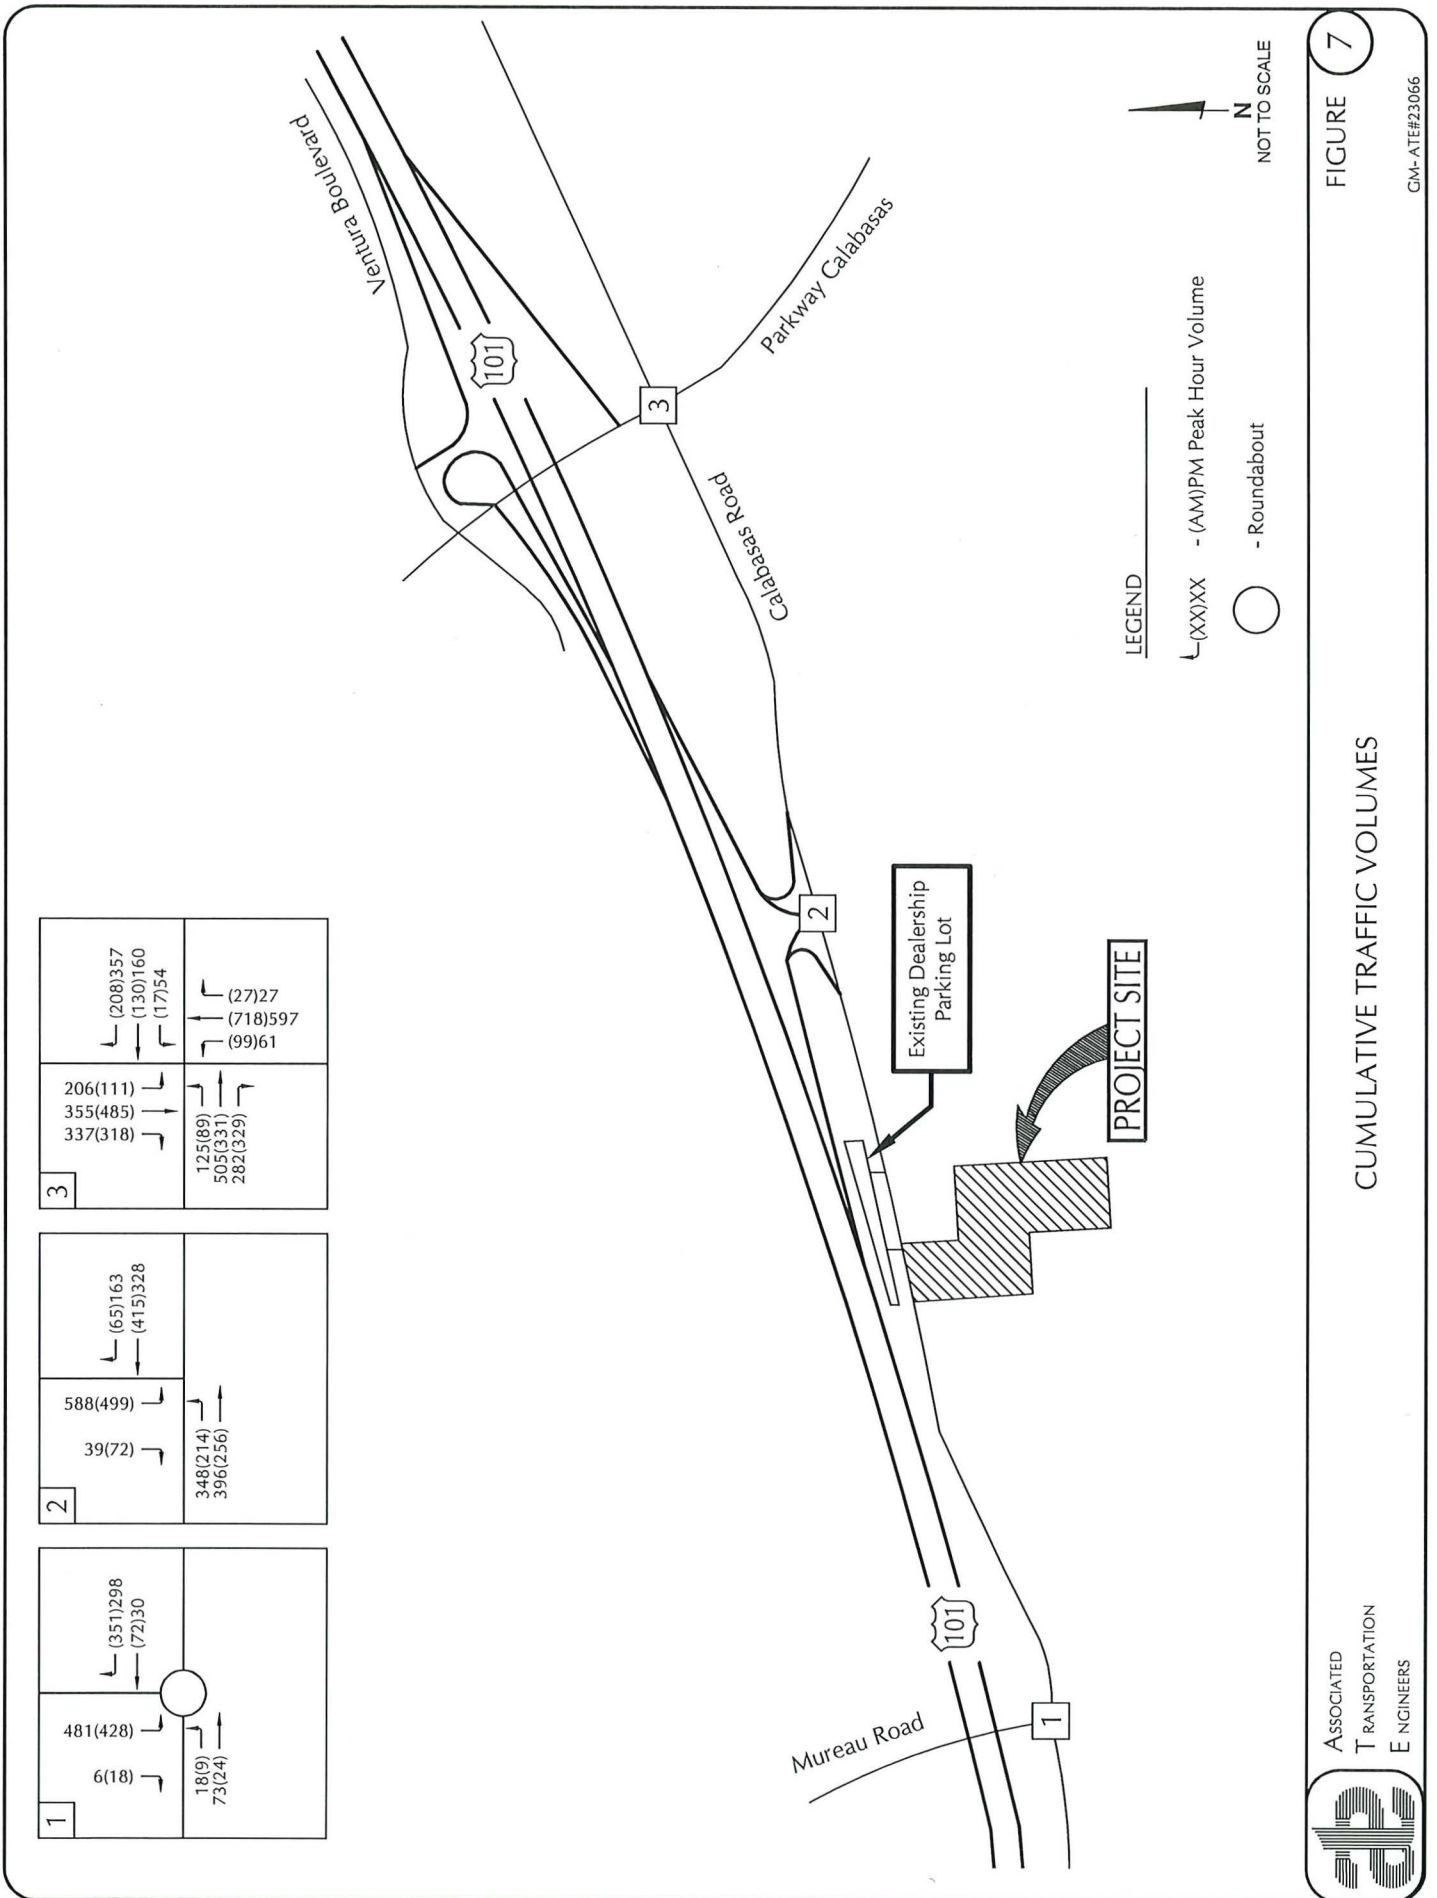 1
6(18)
481(428)
(351)298
(72)30
18(9)
73(24)
2
39(72)
588(499)
(65)163
(415)328
348(214)
396(256)
3
337(318)
355(485)
206(111)
(208)357
(130)160
(17)54
125(89)
505(331)
282(329)
(27)27
(718)597
(99)61
Ventura Boulevard
101
3
Parkway Calabasas
Calabasas Road
2
Existing Dealership
Parking Lot
PROJECT SITE
101
Mureau Road
1
LEGEND
(XX)XX - (AM)PM Peak Hour Volume
- Roundabout
N
NOT TO SCALE
ASSOCIATED
TRANSPORTATION
ENGINEERS
CUMULATIVE TRAFFIC VOLUMES
FIGURE 7
GM- ATE#23066